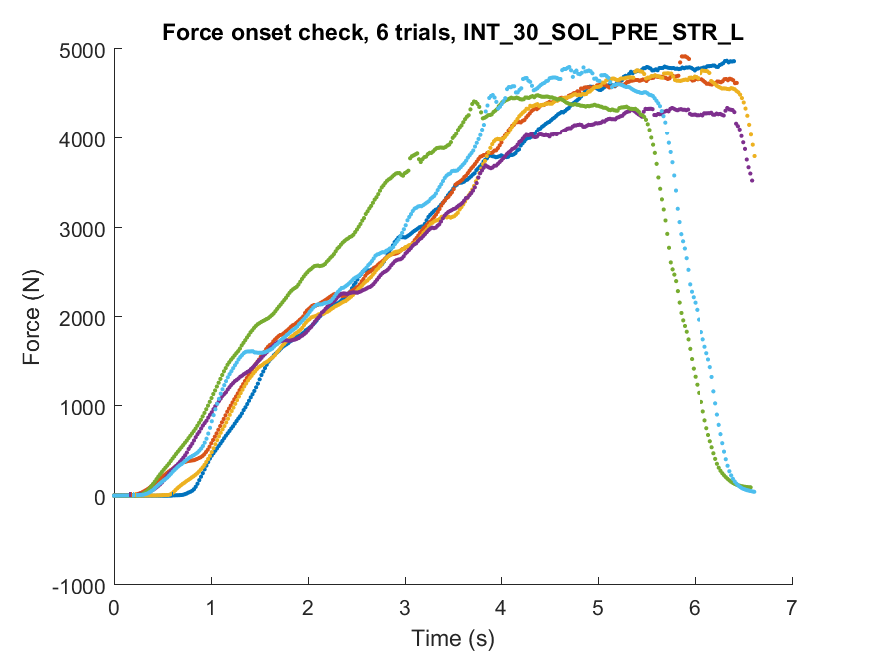 Force onset check, 6 trials, INT_30_SOL_PRE_STR_L
5000
4000
3000
2000
1000
0
-1000
Force (N)
0 1 2 3 4 5 6 7
Time (s)